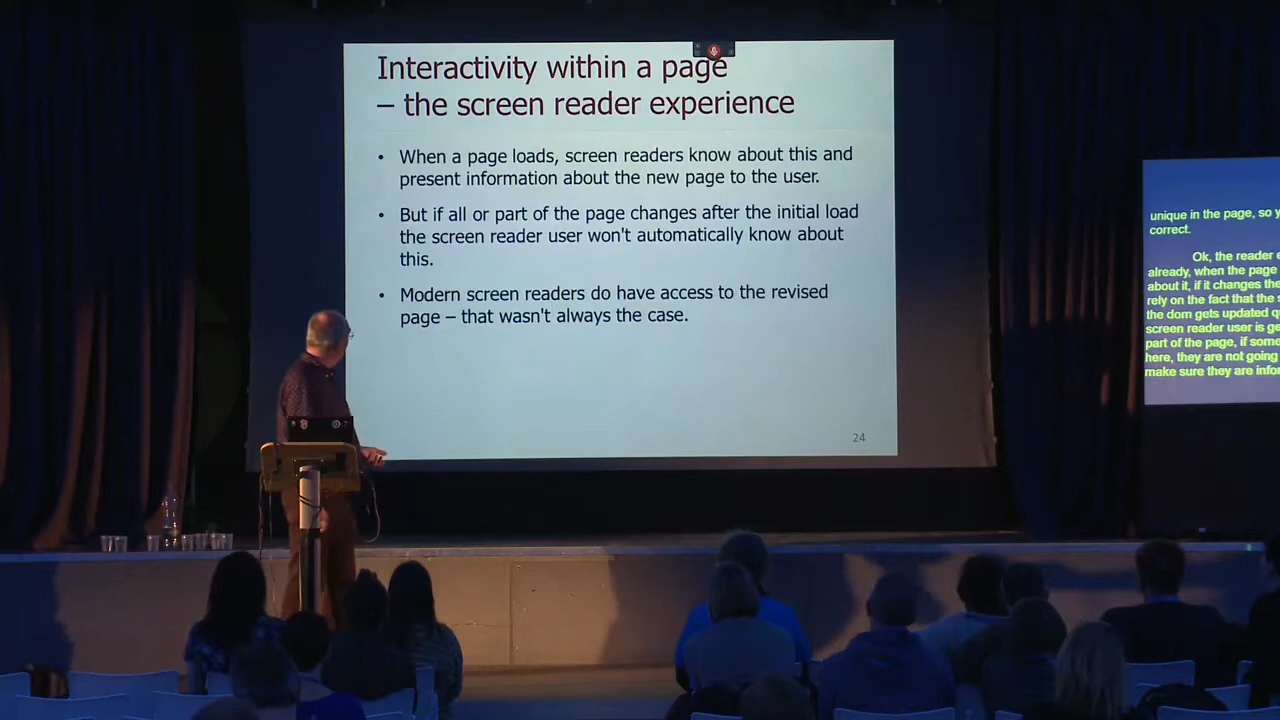 Interactivity within a page
– the screen reader experience
• When a page loads, screen readers know about this and
present information about the new page to the user.
• But if all or part of the page changes after the initial load
the screen reader user won't automatically know about
this.
• Modern screen readers do have access to the revised
page – that wasn't always the case.
24
unique in the page, so
correct.
Ok, the reader
already, when the page
about it, if it changes
rely on the fact that the
the dom gets updated
screen reader user is
part of the page, if
here, they are not going
make sure they are